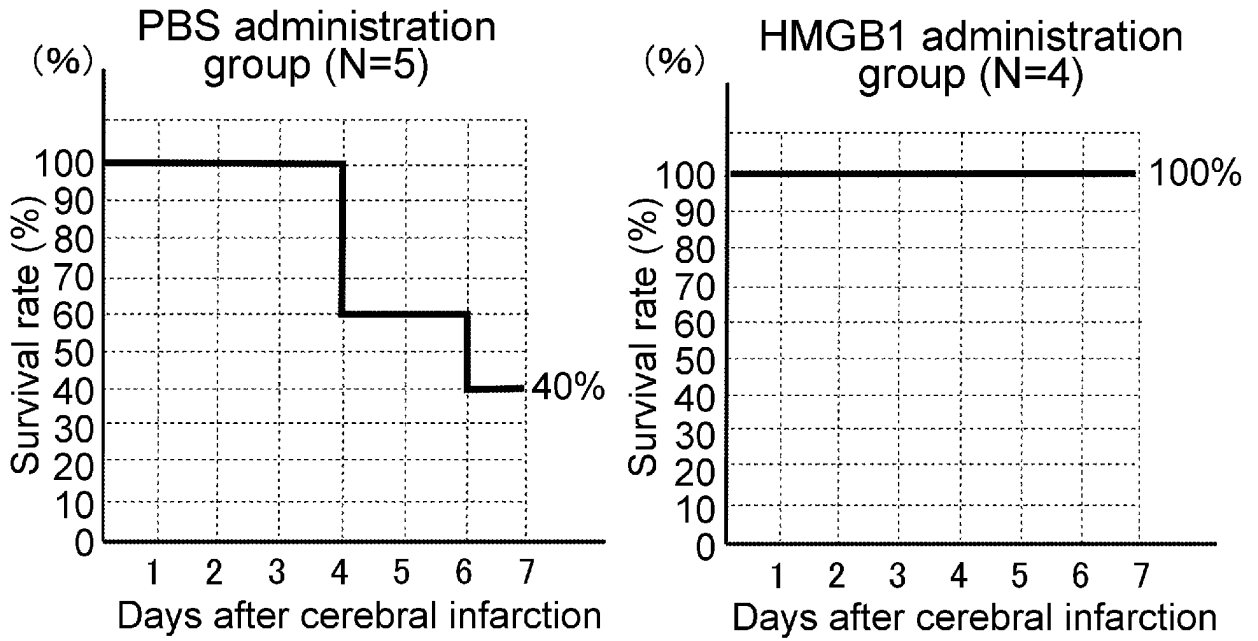 PBS administration
group (N=5)
(%)
Survival rate (%)
100
90
80
70
60
50
40
30
20
10
0
40%
1 2 3 4 5 6 7
Days after cerebral infarction
HMGB1 administration
group (N=4)
(%)
Survival rate (%)
100
90
80
70
60
50
40
30
20
10
0
100%
1 2 3 4 5 6 7
Days after cerebral infarction